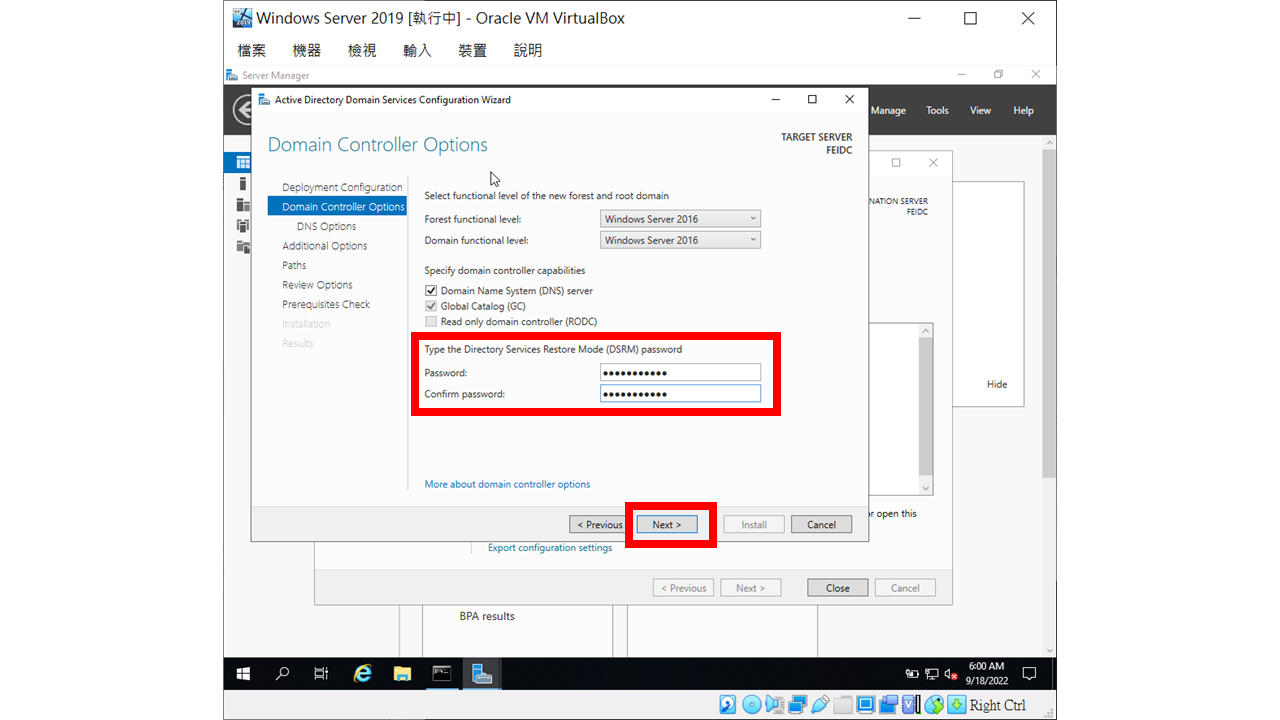 Windows Server 2019 [執行中] - Oracle VM VirtualBox
檔案 機器 檢視 輸入 裝置 說明
Server Manager
Manage Tools View Help
Active Directory Domain Services Configuration Wizard
Domain Controller Options
TARGET SERVER
FEIDC
NATION SERVER
FEIDC
Deployment Configuration
Domain Controller Options
DNS Options
Additional Options
Paths
Review Options
Prerequisites Check
Installation
Results
Select functional level of the new forest and root domain
Forest functional level: Windows Server 2016
Domain functional level: Windows Server 2016
Specify domain controller capabilities
Domain Name System (DNS) server
Global Catalog (GC)
Read only domain controller (RODC)
Type the Directory Services Restore Mode (DSRM) password
Password: ●●●●●●●●●●●
Confirm password: ●●●●●●●●●●●
More about domain controller options
< Previous Next > Install Cancel
Hide
or open this
Export configuration settings
< Previous Next > Close Cancel
BPA results
6:00 AM
9/18/2022
Right Ctrl